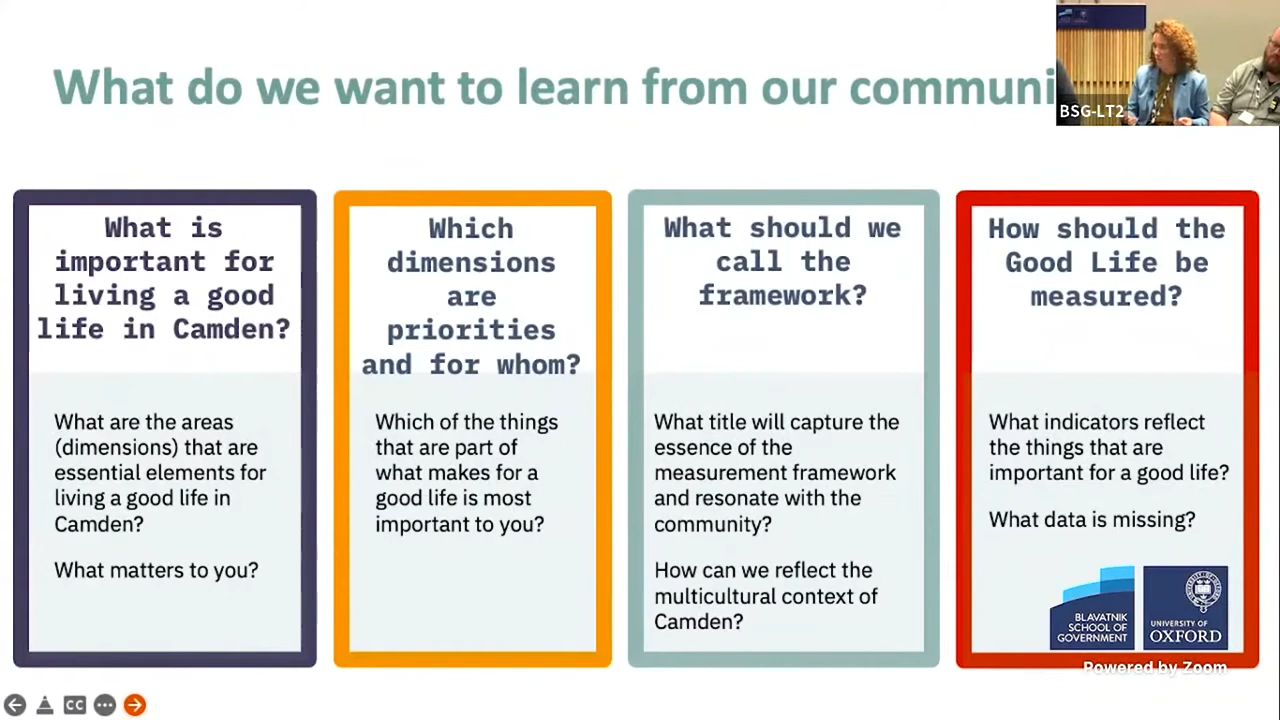 What do we want to learn from our communi
BSG-LT2
What is
important for
living a good
life in Camden?
What are the areas
(dimensions) that are
essential elements for
living a good life in
Camden?
What matters to you?
Which
dimensions
are
priorities
and for whom?
Which of the things
that are part of
what makes for a
good life is most
important to you?
What should we
call the
framework?
What title will capture the
essence of the
measurement framework
and resonate with the
community?
How can we reflect the
multicultural context of
Camden?
How should the
Good Life be
measured?
What indicators reflect
the things that are
important for a good life?
What data is missing?
BLAVATNIK
SCHOOL OF
GOVERNMENT
UNIVERSITY OF
OXFORD
Powered by Zoom
CC